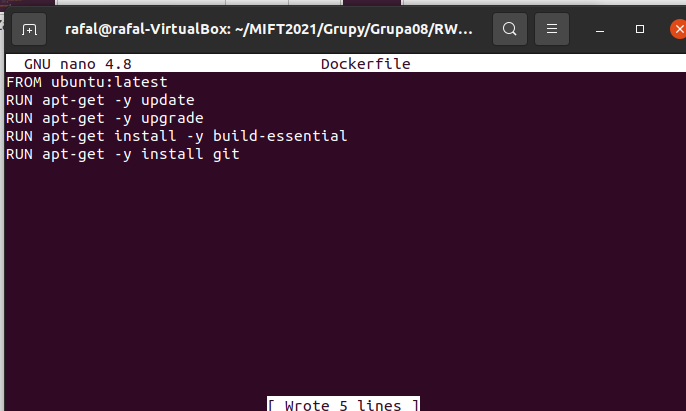 rafal@rafal-VirtualBox: ~/MIFT2021/Grupy/Grupa08/RW...
GNU nano 4.8 Dockerfile
FROM ubuntu:latest
RUN apt-get -y update
RUN apt-get -y upgrade
RUN apt-get install -y build-essential
RUN apt-get -y install git
[ Wrote 5 lines ]